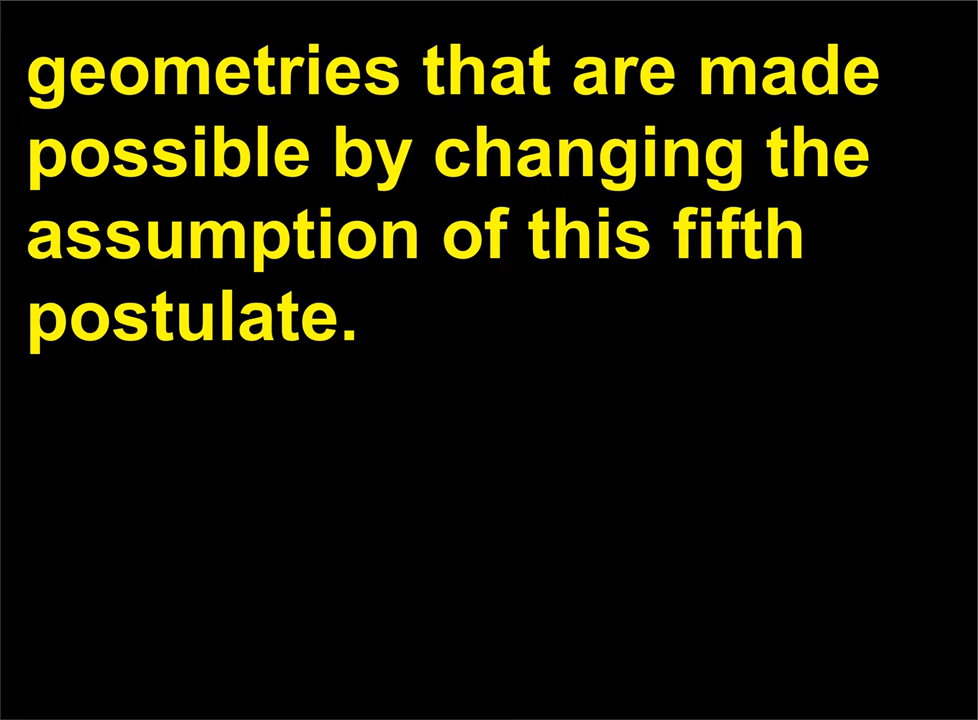 geometries that are made
possible by changing the
assumption of this fifth
postulate.